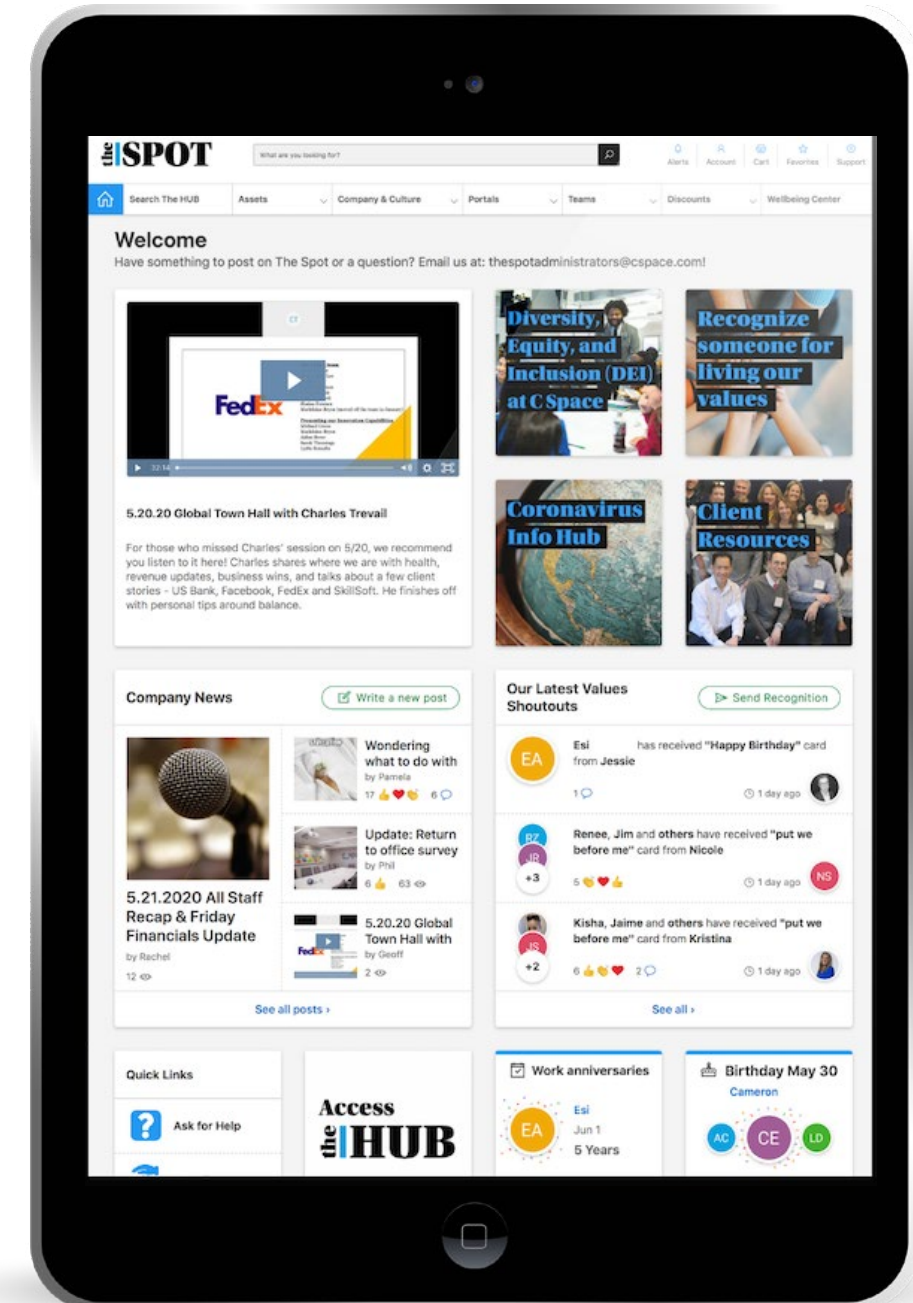 the SPOT
What are you looking for?
Alerts
Account
Cart
Favorites
Support
Search The HUB
Assets
Company & Culture
Portals
Teams
Discounts
Wellbeing Center
Welcome
Have something to post on The Spot or a question? Email us at: thespotadministrators@cspace.com!
FedEx
32:14
5.20.20 Global Town Hall with Charles Trevail
For those who missed Charles' session on 5/20, we recommend
you listen to it here! Charles shares where we are with health,
revenue updates, business wins, and talks about a few client
stories - US Bank, Facebook, FedEx and SkillSoft. He finishes off
with personal tips around balance.
Diversity,
Equity, and
Inclusion (DEI)
at C Space
Recognize
someone for
living our
values
Coronavirus
Info Hub
Client
Resources
Company News
Write a new post
5.21.2020 All Staff
Recap & Friday
Financials Update
by Rachel
12
Wondering
what to do with
by Pamela
17
6
Update: Return
to office survey
by Phil
6
63
FedEx
5.20.20 Global
Town Hall with
by Geoff
2
See all posts ›
Our Latest Values
Shoutouts
Send Recognition
EA
Esi has received "Happy Birthday" card
from Jessie
1
1 day ago
RZ
JR
+3
Renee, Jim and others have received "put we
before me" card from Nicole
5
1 day ago
NS
JS
+2
Kisha, Jaime and others have received "put we
before me" card from Kristina
6
2
1 day ago
See all ›
Quick Links
Ask for Help
Access
the HUB
Work anniversaries
EA
Esi
Jun 1
5 Years
Birthday May 30
Cameron
AC
CE
LD